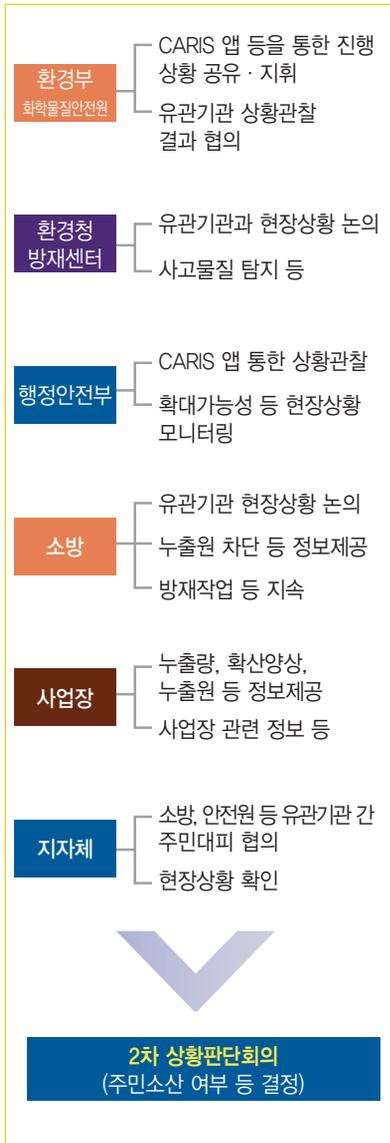 환경부
화학물질안전원
CARIS 앱 등을 통한 진행
상황 공유 · 지휘
유관기관 상황관찰
결과 협의
환경청
방재센터
유관기관과 현장상황 논의
사고물질 탐지 등
행정안전부
CARIS 앱 통한 상황관찰
확대가능성 등 현장상황
모니터링
소방
유관기관 현장상황 논의
누출원 차단 등 정보제공
방재작업 등 지속
사업장
누출량, 확산양상,
누출원 등 정보제공
사업장 관련 정보 등
지자체
소방, 안전원 등 유관기관 간
주민대피 협의
현장상황 확인
2차 상황판단회의
(주민소산 여부 등 결정)